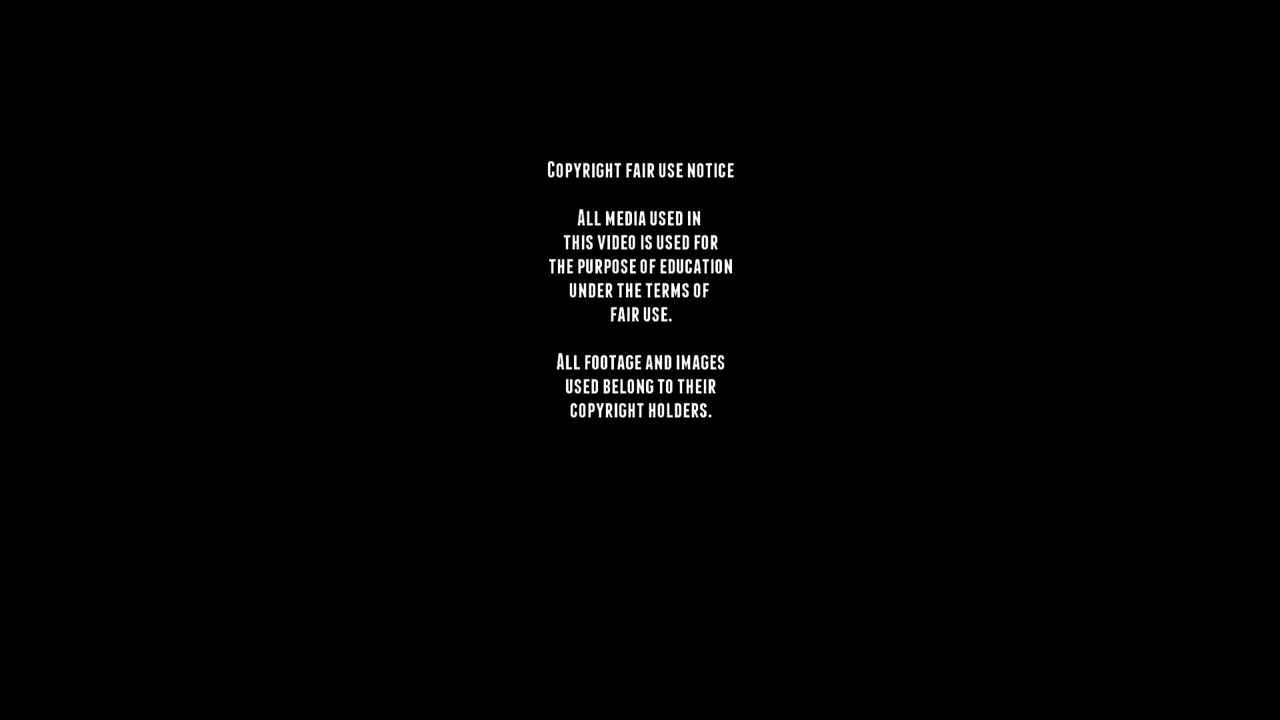 Copyright fair use notice
All media used in
this video is used for
the purpose of education
under the terms of
fair use.
All footage and images
used belong to their
copyright holders.